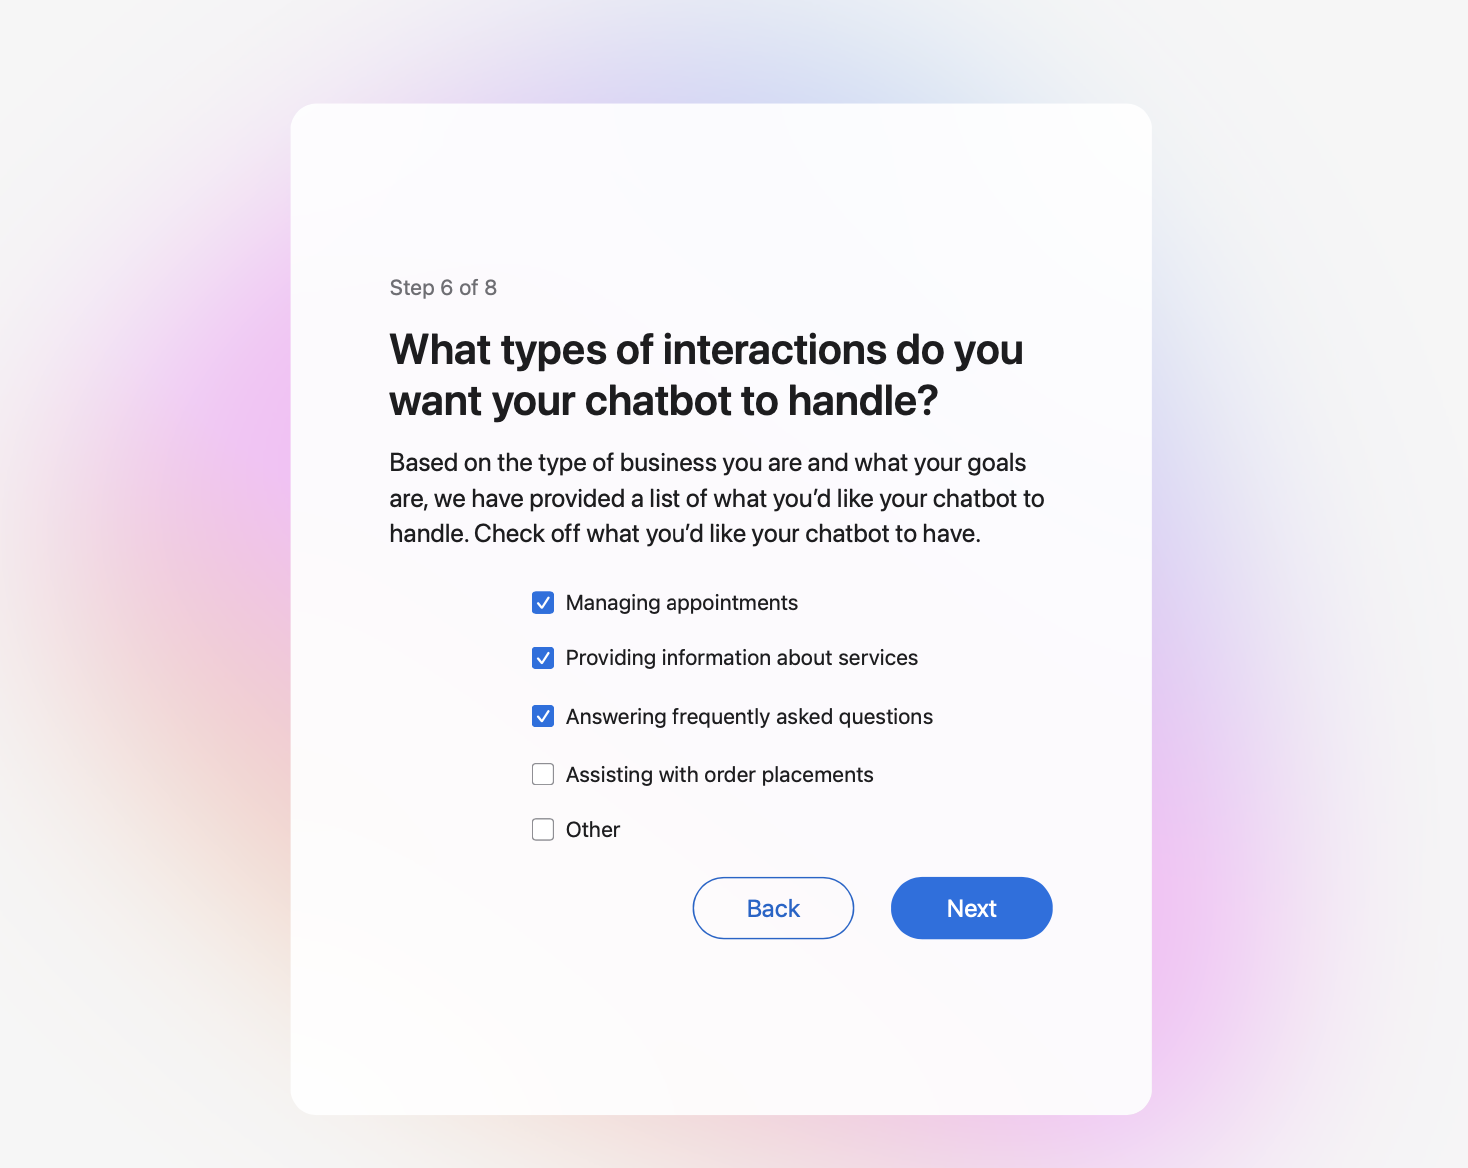 Step 6 of 8
What types of interactions do you
want your chatbot to handle?
Based on the type of business you are and what your goals
are, we have provided a list of what you’d like your chatbot to
handle. Check off what you’d like your chatbot to have.
Managing appointments
Providing information about services
Answering frequently asked questions
Assisting with order placements
Other
Back
Next